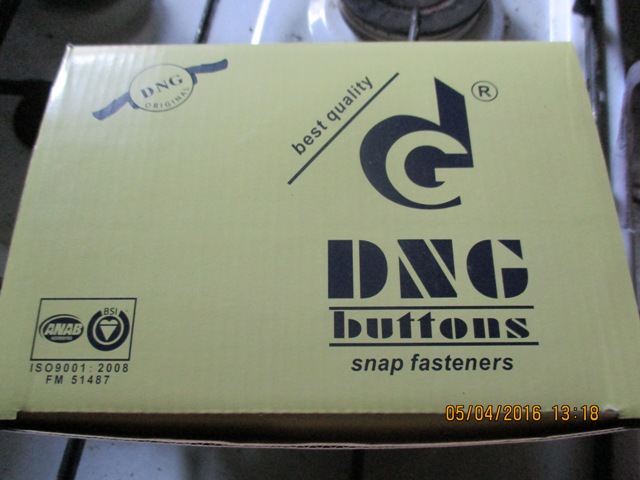 DNG
ORIGINAL
best quality
®
dG
DNG
buttons
snap fasteners
ANAB
BSI
ISO9001:2008
FM 51487
05/04/2016 13:18